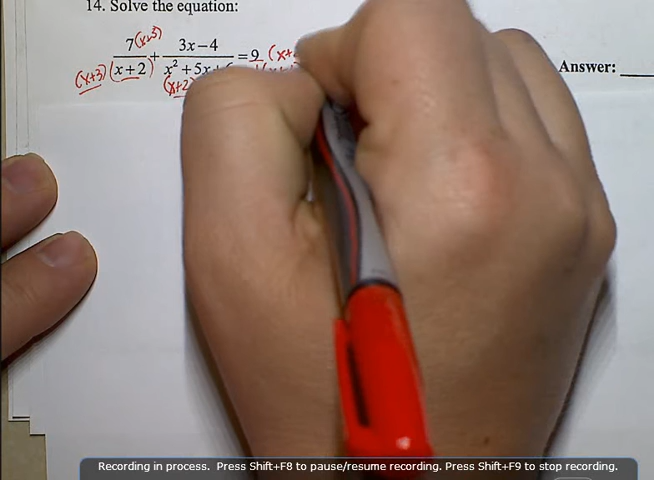 14. Solve the equation:
7(x+3) 3x−4 =9 (x+
(x+3)(x+2) + x² + 5x+
(x+2)
Answer:
Recording in process. Press Shift+F8 to pause/resume recording. Press Shift+F9 to stop recording.